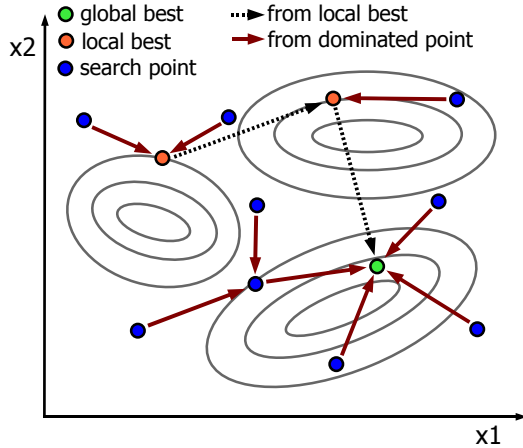 global best
from local best
x2
local best
from dominated point
search point
x1